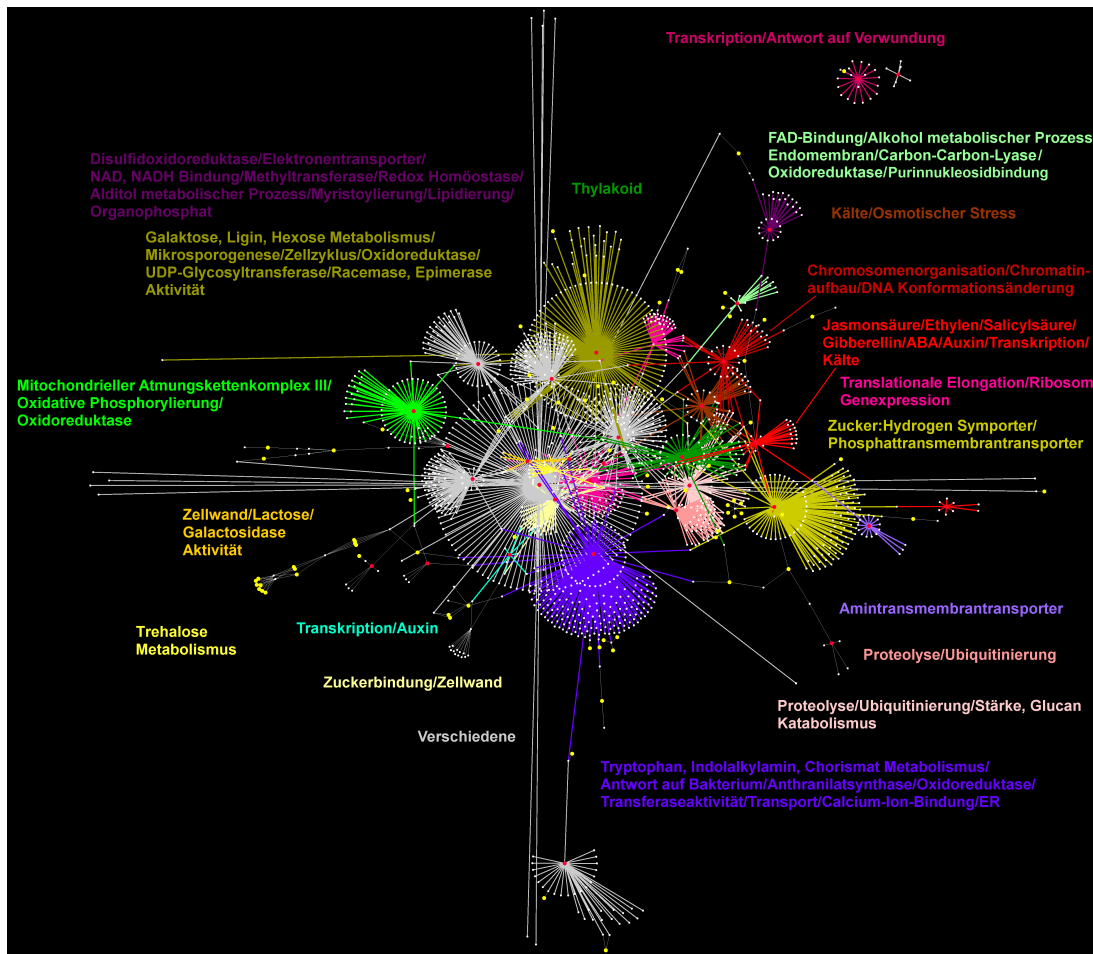 Transkription/Antwort auf Verwundung
FAD-Bindung/Alkohol metabolischer Prozess
Endomembran/Carbon-Carbon-Lyase/
Oxidoreduktase/Purinnukleosidbindung
Disulfidoxidoreduktase/Elektronentransporter/
NAD, NADH Bindung/Methyltransferase/Redox Homöostase/
Alditol metabolischer Prozess/Myristoylierung/Lipidierung/
Organophosphat
Thylakoid
Kälte/Osmotischer Stress
Galaktose, Ligin, Hexose Metabolismus/
Mikrosporogenese/Zellzyklus/Oxidoreduktase/
UDP-Glycosyltransferase/Racemase, Epimerase
Aktivität
Chromosomenorganisation/Chromatin-
aufbau/DNA Konformationsänderung
Jasmonsäure/Ethylen/Salicylsäure/
Gibberellin/ABA/Auxin/Transkription/
Kälte
Mitochondrieller Atmungskettenkomplex III/
Oxidative Phosphorylierung/
Oxidoreduktase
Translationale Elongation/Ribosom
Genexpression
Zucker:Hydrogen Symporter/
Phosphattransmembrantransporter
Zellwand/Lactose/
Galactosidase
Aktivität
Amintransmembrantransporter
Trehalose
Metabolismus
Transkription/Auxin
Proteolyse/Ubiquitinierung
Zuckerbindung/Zellwand
Proteolyse/Ubiquitinierung/Stärke, Glucan
Katabolismus
Verschiedene
Tryptophan, Indolalkylamin, Chorismat Metabolismus/
Antwort auf Bakterium/Anthranilatsynthase/Oxidoreduktase/
Transferaseaktivität/Transport/Calcium-Ion-Bindung/ER